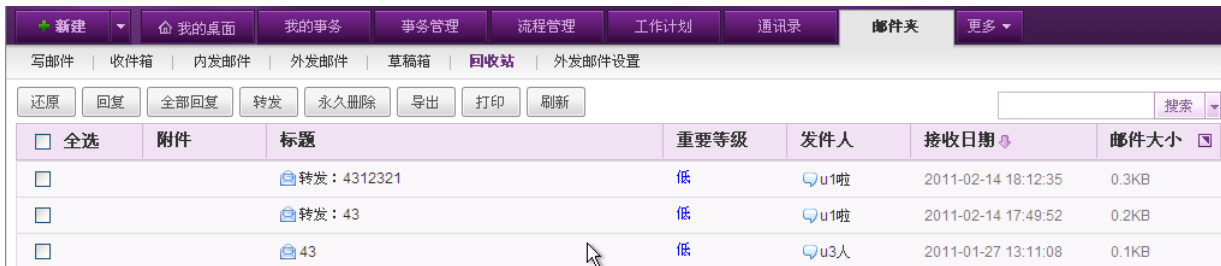 新建 我的桌面 我的事务 事务管理 流程管理 工作计划 通讯录 邮件夹 更多
写邮件 | 收件箱 | 内发邮件 | 外发邮件 | 草稿箱 | 回收站 | 外发邮件设置
还原 回复 全部回复 转发 永久删除 导出 打印 刷新 搜索
全选 附件 标题 重要等级 发件人 接收日期 邮件大小
转发：4312321 低 u1啦 2011-02-14 18:12:35 0.3KB
转发：43 低 u1啦 2011-02-14 17:49:52 0.2KB
43 低 u3人 2011-01-27 13:11:08 0.1KB